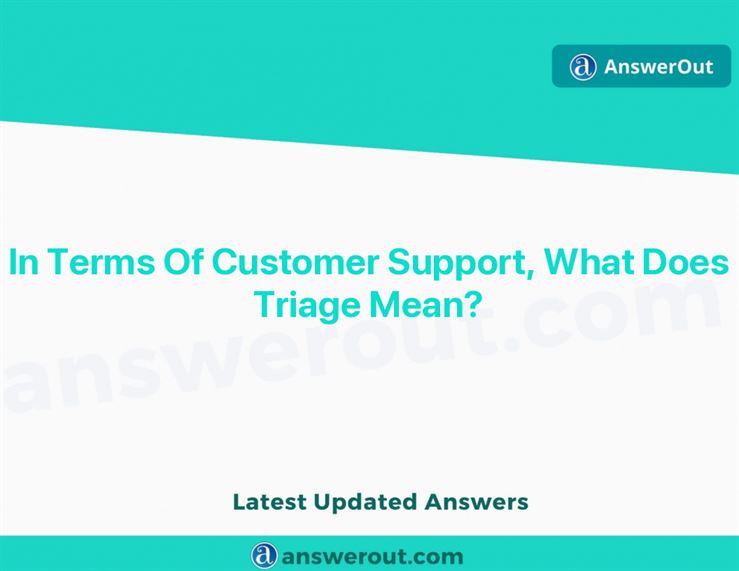 AnswerOut
In Terms Of Customer Support, What Does
Triage Mean?
answerout.com
Latest Updated Answers
answerout.com